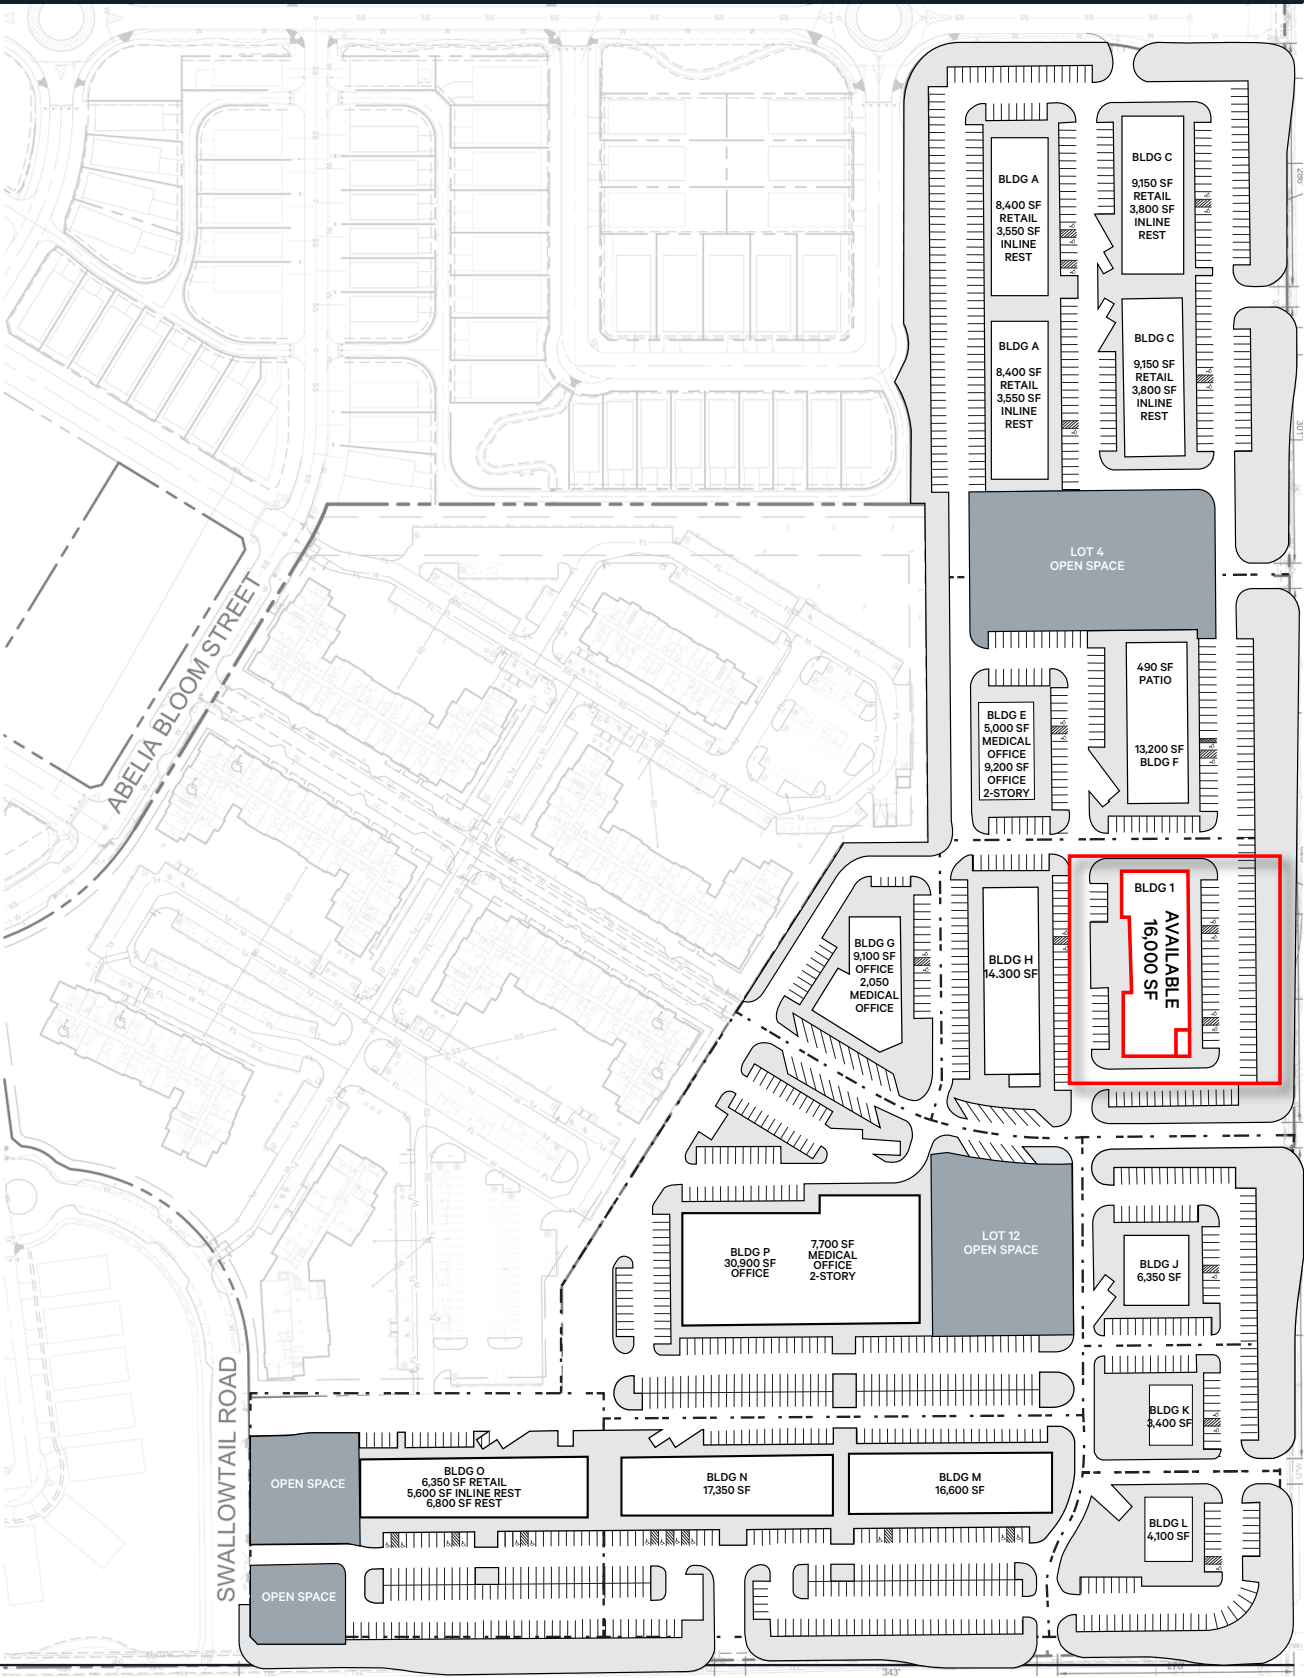 BLDG A
8,400 SF
RETAIL
3,550 SF
INLINE
REST
BLDG C
9,150 SF
RETAIL
3,800 SF
INLINE
REST
BLDG A
8,400 SF
RETAIL
3,550 SF
INLINE
REST
BLDG C
9,150 SF
RETAIL
3,800 SF
INLINE
REST
LOT 4
OPEN SPACE
490 SF
PATIO
13,200 SF
BLDG F
BLDG E
5,000 SF
MEDICAL
OFFICE
9,200 SF
OFFICE
2-STORY
ABELIA BLOOM STREET
BLDG 1
AVAILABLE
16,000 SF
BLDG G
9,100 SF
OFFICE
2,050
MEDICAL
OFFICE
BLDG H
14.300 SF
LOT 12
OPEN SPACE
BLDG P
30,900 SF
OFFICE
7,700 SF
MEDICAL
OFFICE
2-STORY
BLDG J
6,350 SF
BLDG K
3,400 SF
SWALLOWTAIL ROAD
OPEN SPACE
BLDG O
6,350 SF RETAIL
5,600 SF INLINE REST
6,800 SF REST
BLDG N
17,350 SF
BLDG M
16,600 SF
BLDG L
4,100 SF
OPEN SPACE
343'